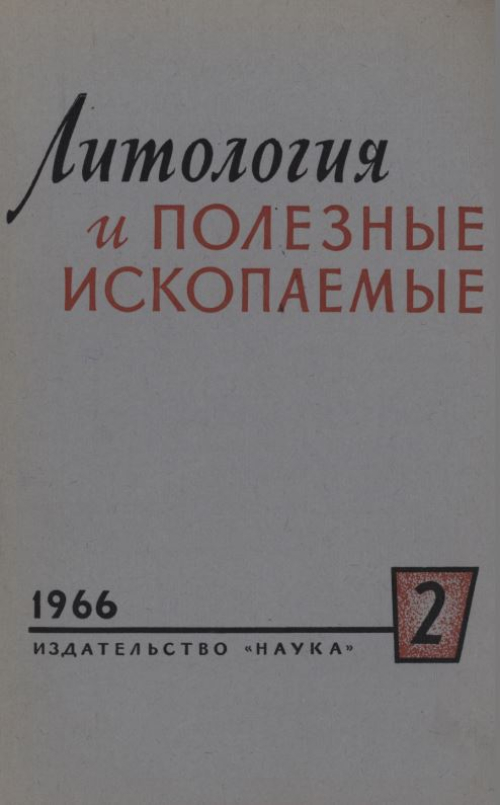 Литология
и ПОЛЕЗНЫЕ
ИСКОПАЕМЫЕ
1966
2
ИЗДАТЕЛЬСТВО «НАУКА»